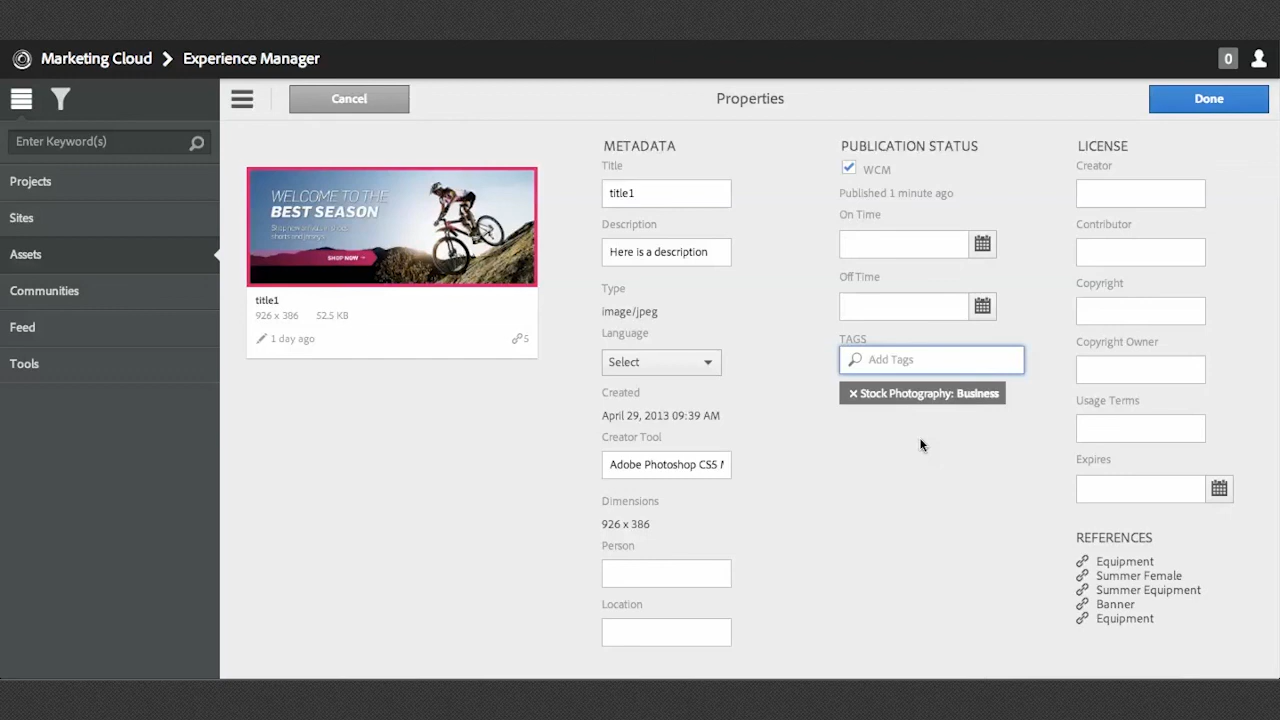 Marketing Cloud Experience Manager
0
Cancel
Properties
Done
Enter Keyword(s)
Projects
Sites
Assets
Communities
Feed
Tools
WELCOME TO THE
BEST SEASON
Shop now
SHOP NOW
title1
926 x 386 52.5 KB
1 day ago
5
METADATA
Title
title1
Description
Here is a description
Type
image/jpeg
Language
Select
Created
April 29, 2013 09:39 AM
Creator Tool
Adobe Photoshop CS5
Dimensions
926 x 386
Person
Location
PUBLICATION STATUS
WCM
Published 1 minute ago
On Time
Off Time
TAGS
Add Tags
× Stock Photography: Business
LICENSE
Creator
Contributor
Copyright
Copyright Owner
Usage Terms
Expires
REFERENCES
Equipment
Summer Female
Summer Equipment
Banner
Equipment